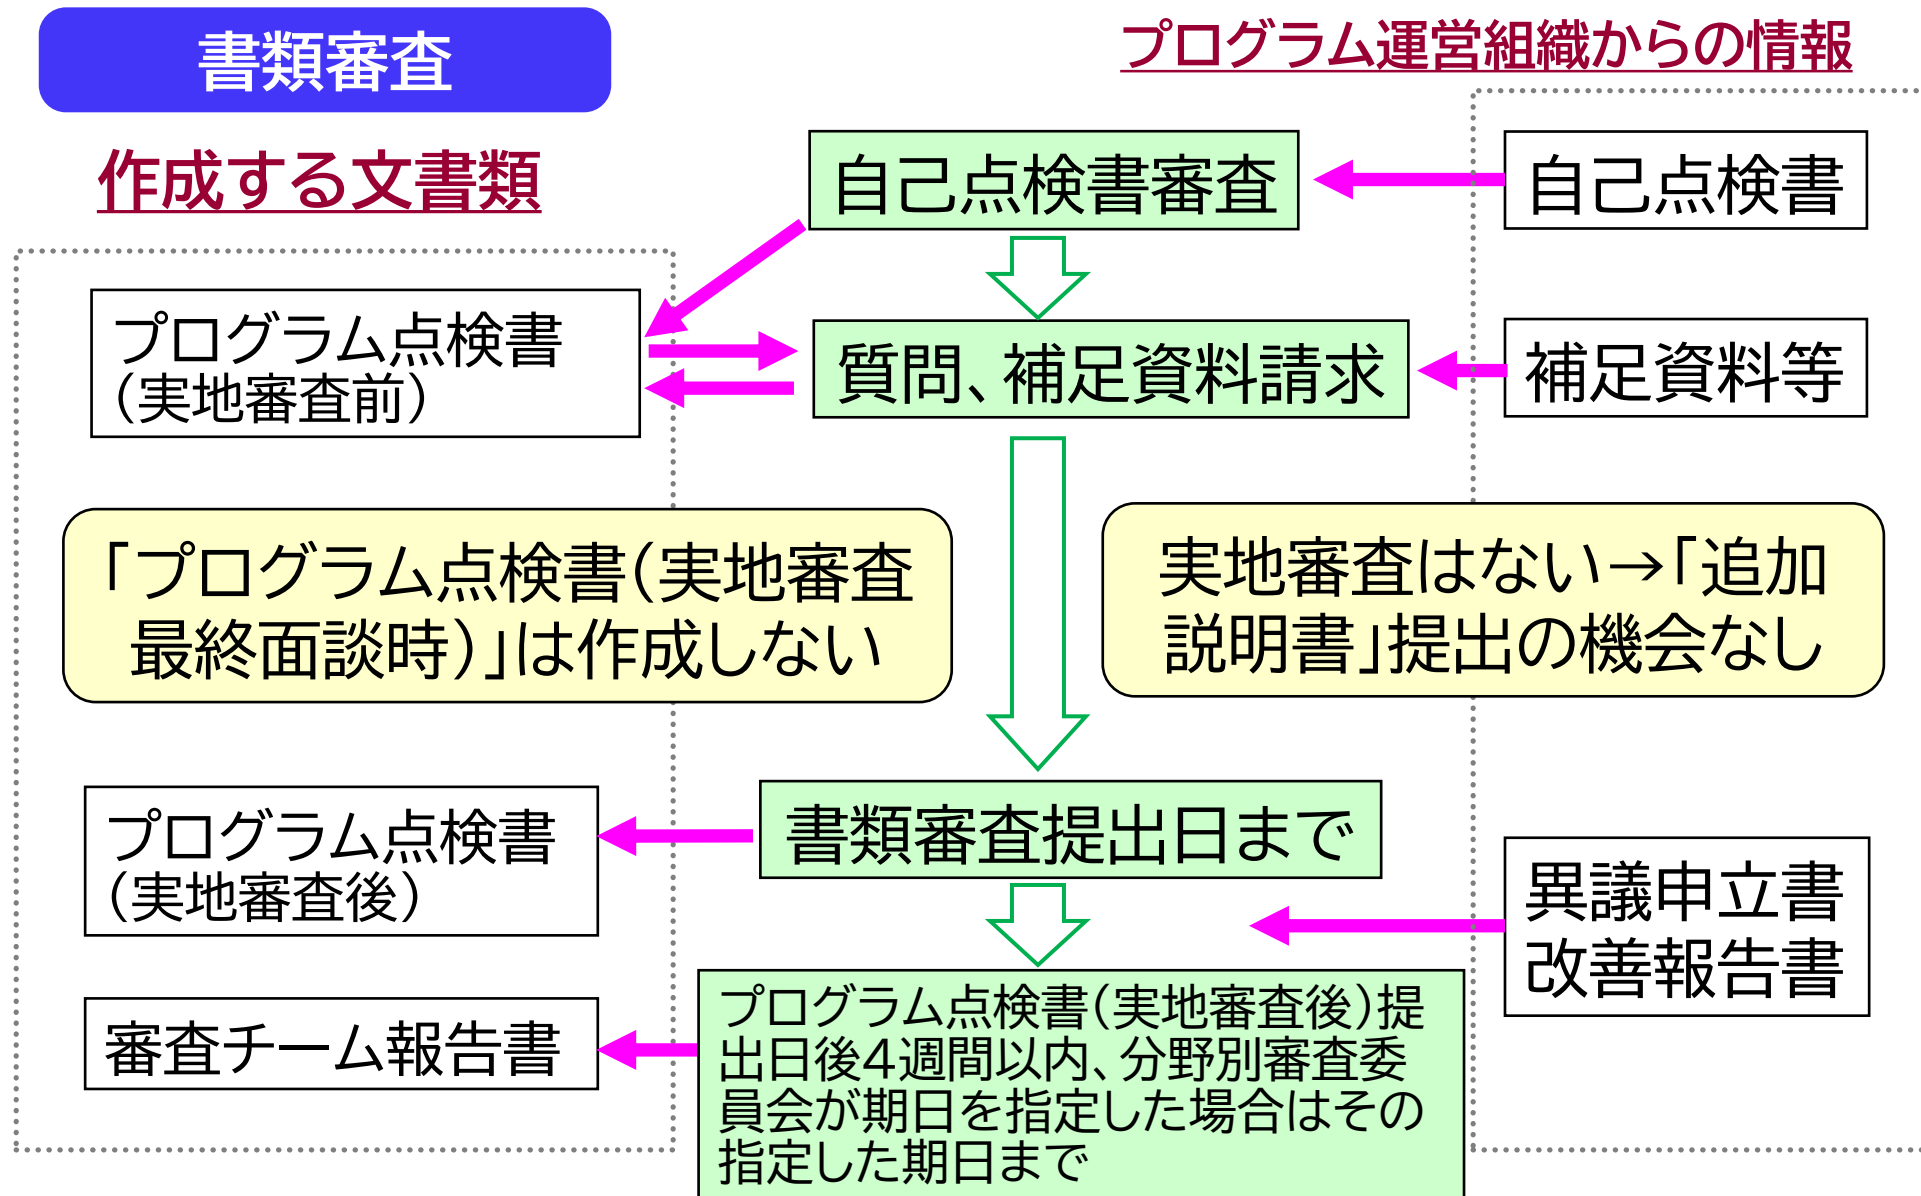 書類審査
プログラム運営組織からの情報
作成する文書類
自己点検書審査
自己点検書
プログラム点検書
（実地審査前）
質問、補足資料請求
補足資料等
「プログラム点検書（実地審査
最終面談時）」は作成しない
実地審査はない→「追加
説明書」提出の機会なし
プログラム点検書
（実地審査後）
書類審査提出日まで
異議申立書
改善報告書
審査チーム報告書
プログラム点検書（実地審査後）提
出日後４週間以内、分野別審査委
員会が期日を指定した場合はその
指定した期日まで